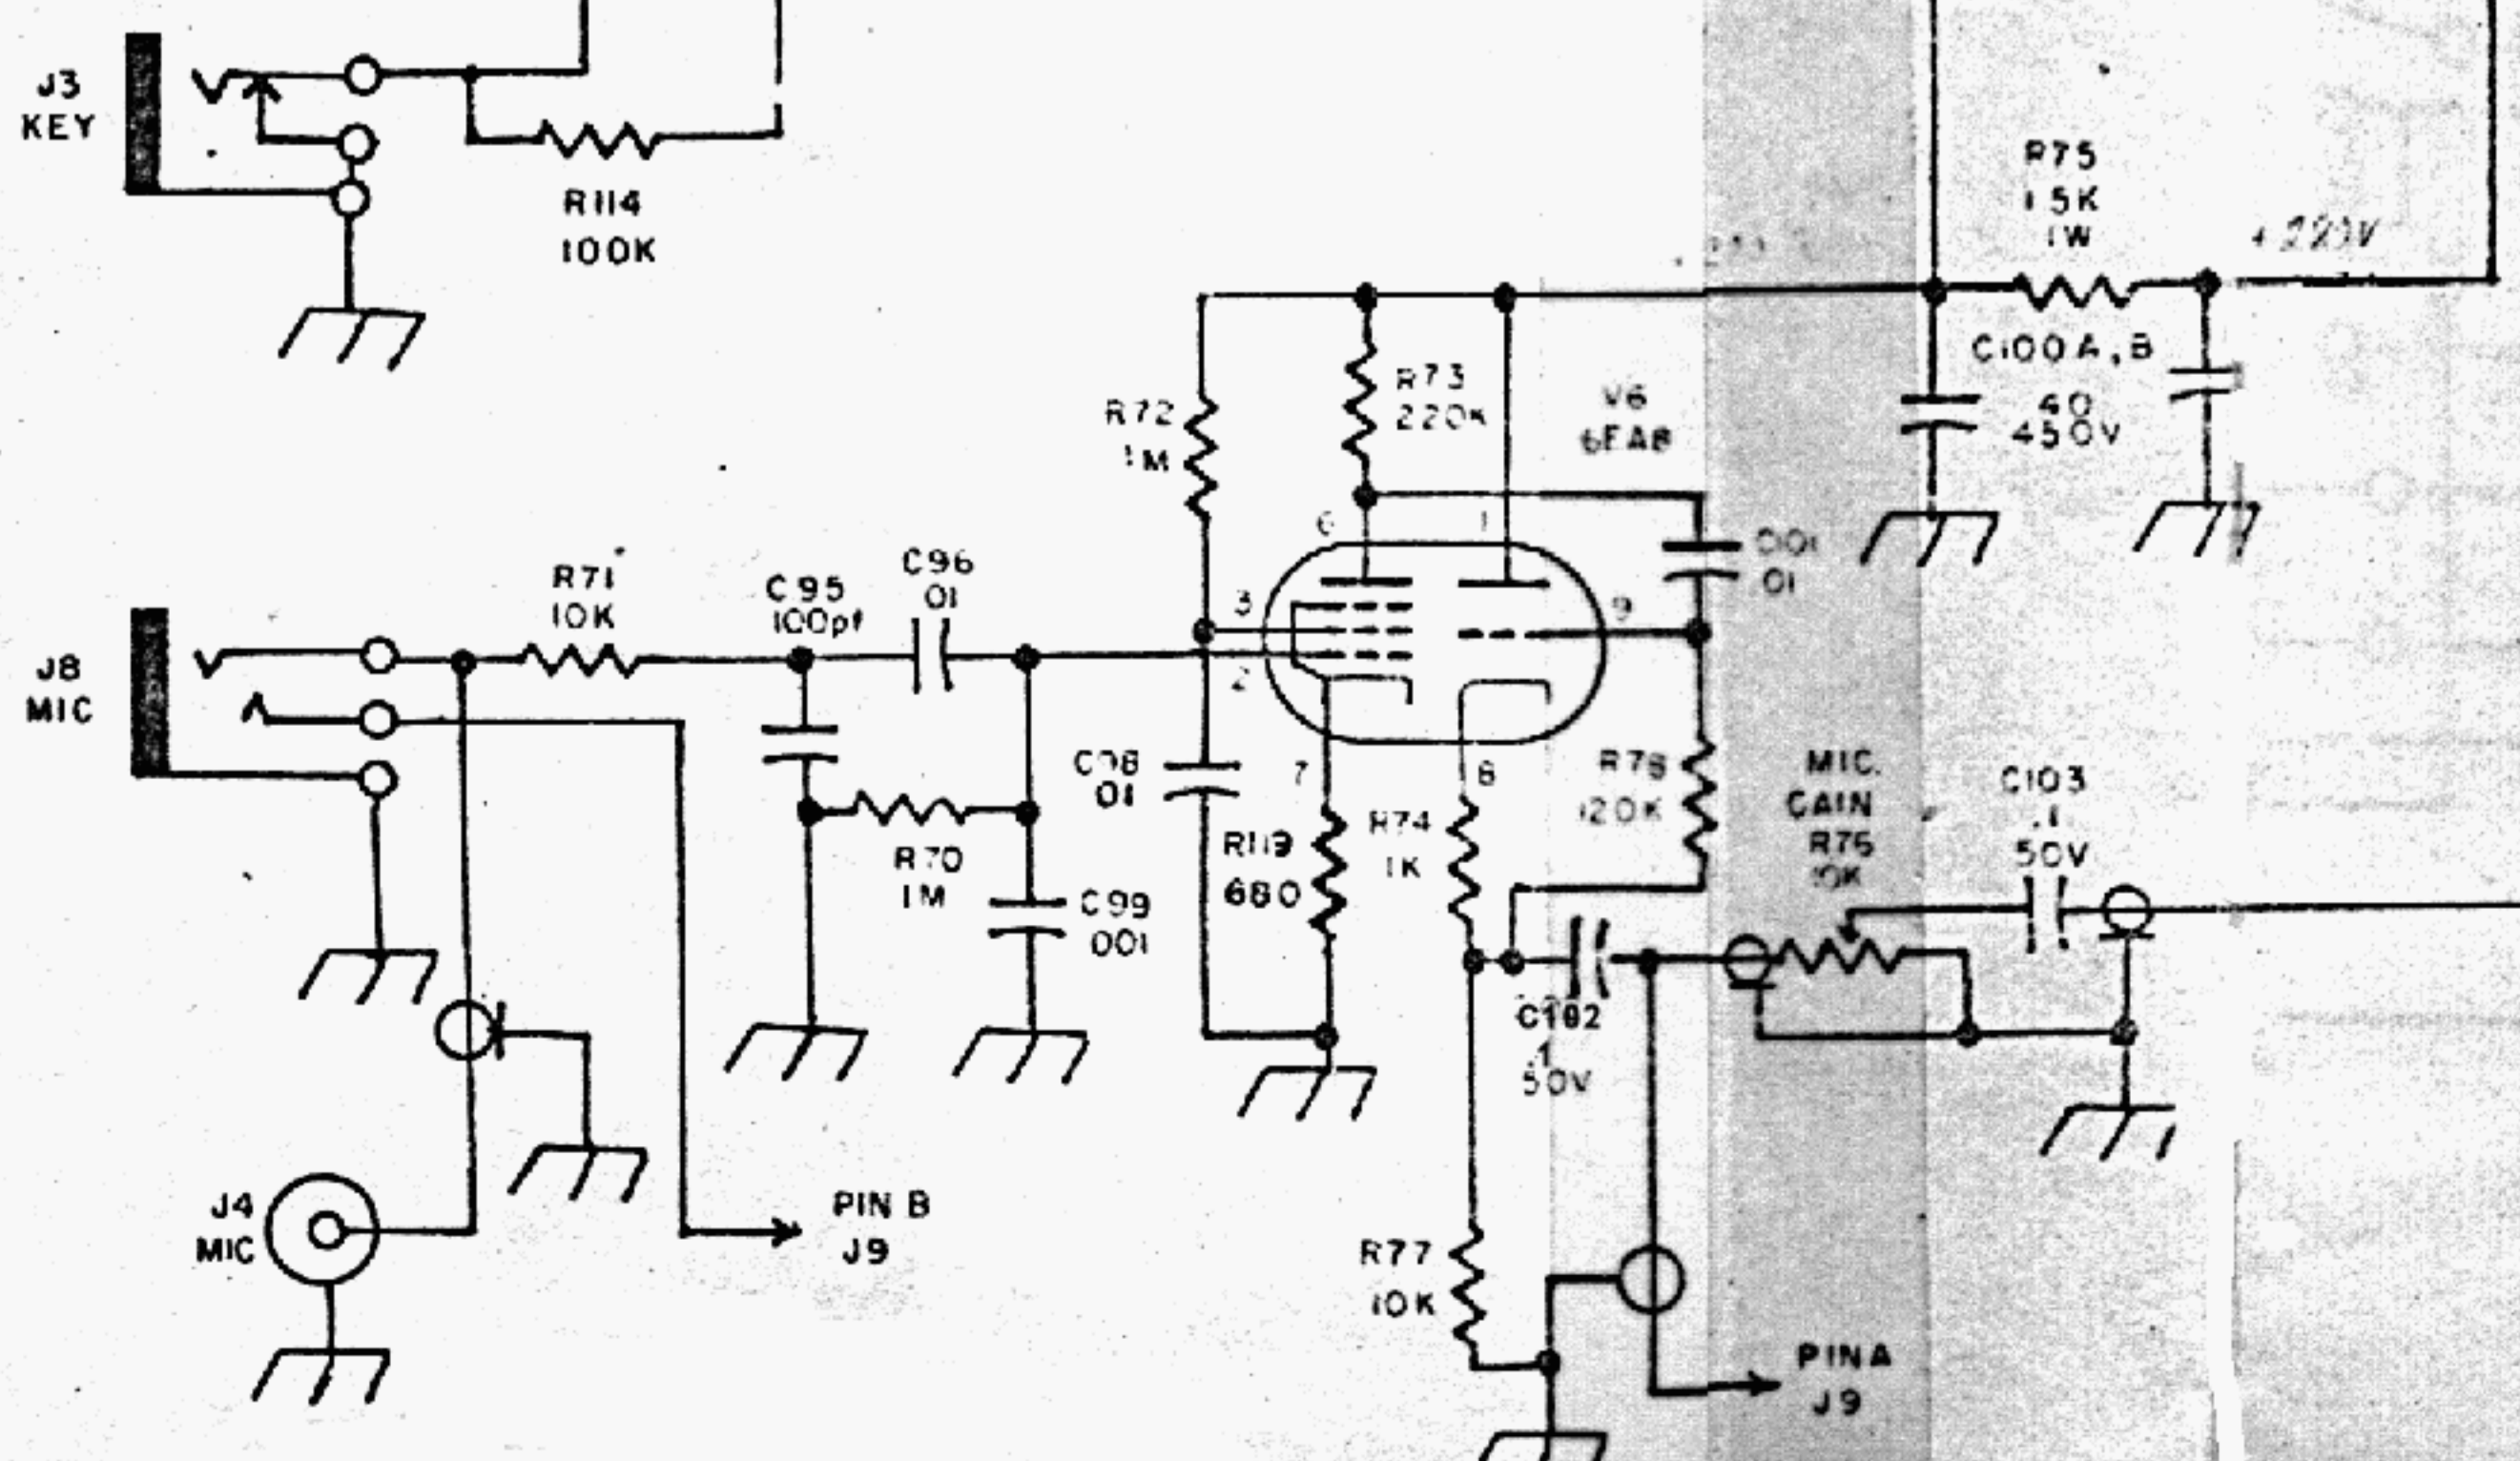 J3
KEY
R114
100K
R75
15K
1W
+220V
R73
220K
R72
1M
V6
6EA8
C100A,B
40
450V
6
1
C101
01
R71
10K
C95
100pf
C96
01
3
9
2
J8
MIC
C98
01
7
8
R78
120K
MIC.
GAIN
R76
10K
C103
.1
50V
R70
1M
C99
001
R119
680
R74
1K
C102
.1
50V
J4
MIC
PIN B
J9
R77
10K
PIN A
J9